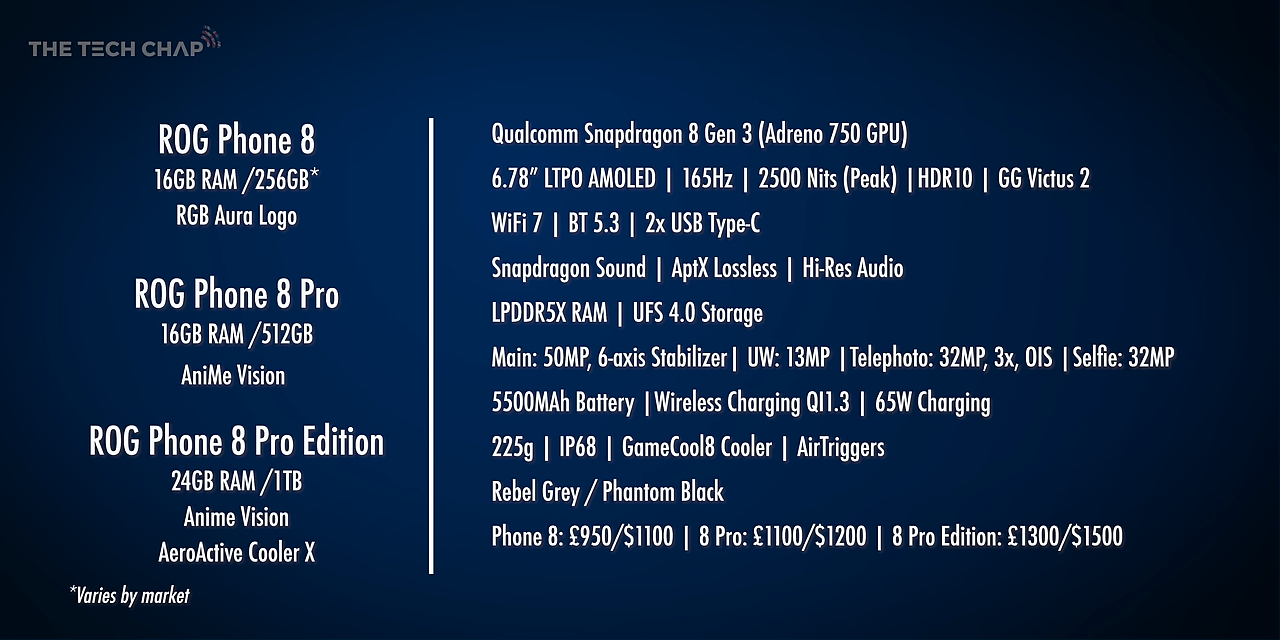 THE TECH CHAP
ROG Phone 8
16GB RAM /256GB*
RGB Aura Logo
ROG Phone 8 Pro
16GB RAM /512GB
AniMe Vision
ROG Phone 8 Pro Edition
24GB RAM /1TB
Anime Vision
AeroActive Cooler X
*Varies by market
Qualcomm Snapdragon 8 Gen 3 (Adreno 750 GPU)
6.78” LTPO AMOLED | 165Hz | 2500 Nits (Peak) |HDR10 | GG Victus 2
WiFi 7 | BT 5.3 | 2x USB Type-C
Snapdragon Sound | AptX Lossless | Hi-Res Audio
LPDDR5X RAM | UFS 4.0 Storage
Main: 50MP, 6-axis Stabilizer| UW: 13MP |Telephoto: 32MP, 3x, OIS |Selfie: 32MP
5500MAh Battery |Wireless Charging QI1.3 | 65W Charging
225g | IP68 | GameCool8 Cooler | AirTriggers
Rebel Grey / Phantom Black
Phone 8: £950/$1100 | 8 Pro: £1100/$1200 | 8 Pro Edition: £1300/$1500